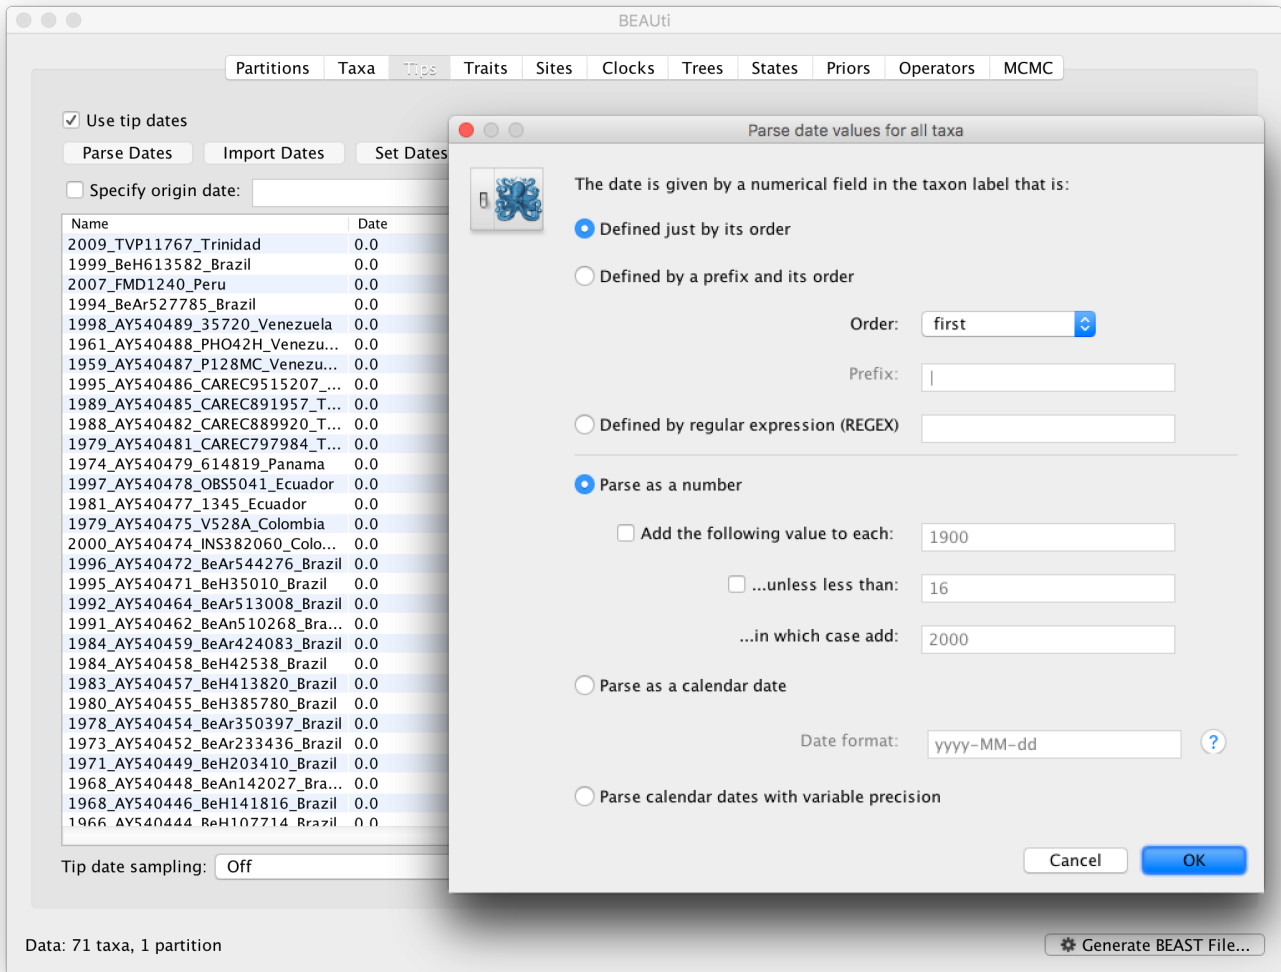 BEAUti
Partitions Taxa Tips Traits Sites Clocks Trees States Priors Operators MCMC
Use tip dates
Parse Dates Import Dates Set Dates
Specify origin date:
Name Date
2009_TVP11767_Trinidad 0.0
1999_BeH613582_Brazil 0.0
2007_FMD1240_Peru 0.0
1994_BeAr527785_Brazil 0.0
1998_AY540489_35720_Venezuela 0.0
1961_AY540488_PHO42H_Venezu... 0.0
1959_AY540487_P128MC_Venezu... 0.0
1995_AY540486_CAREC9515207_... 0.0
1989_AY540485_CAREC891957_T... 0.0
1988_AY540482_CAREC889920_T... 0.0
1979_AY540481_CAREC797984_T... 0.0
1974_AY540479_614819_Panama 0.0
1997_AY540478_OBS5041_Ecuador 0.0
1981_AY540477_1345_Ecuador 0.0
1979_AY540475_V528A_Colombia 0.0
2000_AY540474_INS382060_Colo... 0.0
1996_AY540472_BeAr544276_Brazil 0.0
1995_AY540471_BeH35010_Brazil 0.0
1992_AY540464_BeAr513008_Brazil 0.0
1991_AY540462_BeAn510268_Bra... 0.0
1984_AY540459_BeAr424083_Brazil 0.0
1984_AY540458_BeH42538_Brazil 0.0
1983_AY540457_BeH413820_Brazil 0.0
1980_AY540455_BeH385780_Brazil 0.0
1978_AY540454_BeAr350397_Brazil 0.0
1973_AY540452_BeAr233436_Brazil 0.0
1971_AY540449_BeH203410_Brazil 0.0
1968_AY540448_BeAn142027_Bra... 0.0
1968_AY540446_BeH141816_Brazil 0.0
1966_AY540444_BeH107714_Brazil 0.0
Tip date sampling: Off
Data: 71 taxa, 1 partition
Generate BEAST File...
Parse date values for all taxa
The date is given by a numerical field in the taxon label that is:
Defined just by its order
Defined by a prefix and its order
Order: first
Prefix:
Defined by regular expression (REGEX)
Parse as a number
Add the following value to each: 1900
...unless less than: 16
...in which case add: 2000
Parse as a calendar date
Date format: yyyy-MM-dd ?
Parse calendar dates with variable precision
Cancel OK